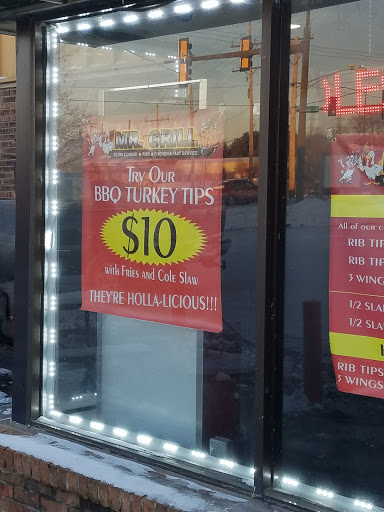 MR. GRILL
TRY OUR
BBQ TURKEY TIPS
$10
WITH FRIES AND COLE SLAW
THEY'RE HOLLA-LICIOUS!!!
LE
All of our c
RIB TIP
RIB TIP
3 WING
1/2 SLA
1/2 SLA
RIB TIPS
3 WINGS